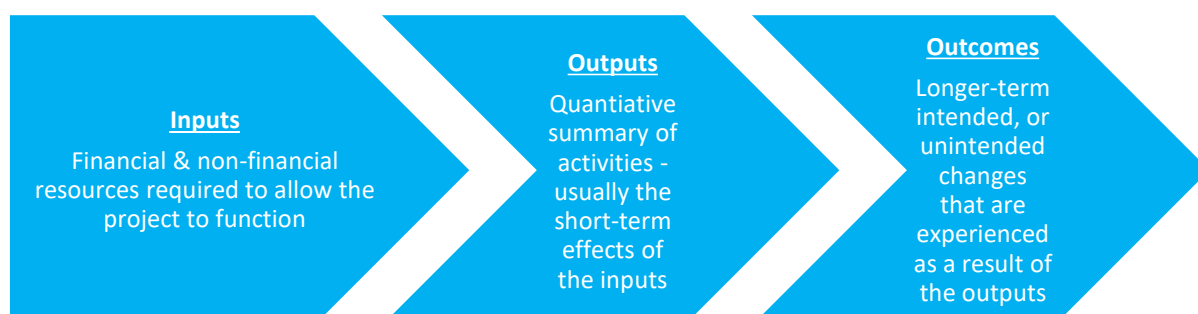 Inputs
Financial & non-financial
resources required to allow the
project to function
Outputs
Quantiative
summary of
activities -
usually the
short-term
effects of
the inputs
Outcomes
Longer-term
intended, or
unintended
changes
that are
experienced
as a result of
the outputs